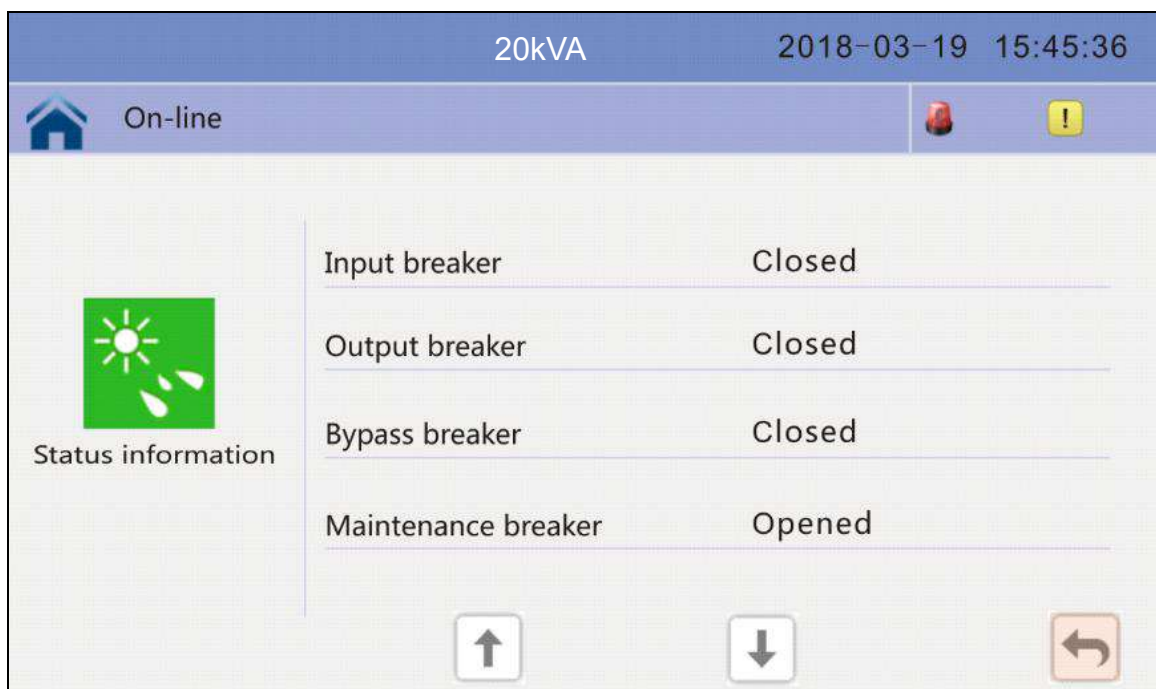 20kVA 2018-03-19 15:45:36
On-line !
Input breaker Closed
Output breaker Closed
Bypass breaker Closed
Status information
Maintenance breaker Opened